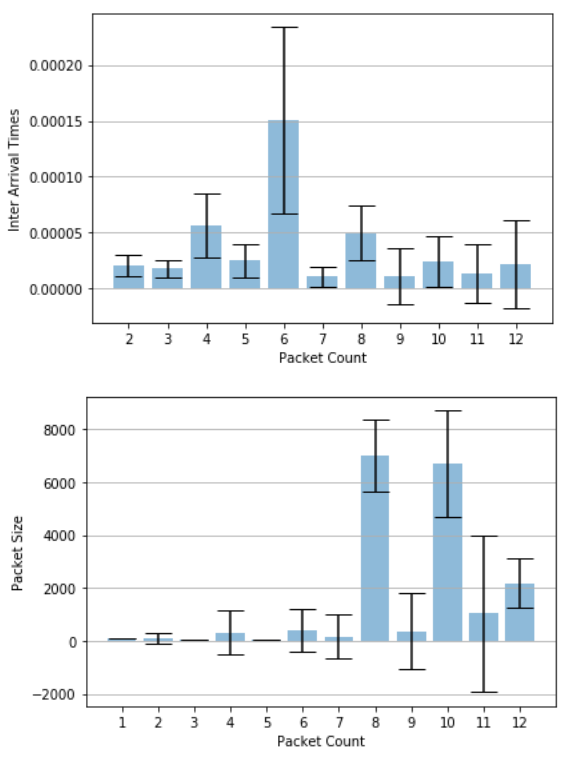 0.00020
0.00015
0.00010
0.00005
0.00000
Inter Arrival Times
2 3 4 5 6 7 8 9 10 11 12
Packet Count
8000
6000
4000
2000
0
−2000
Packet Size
1 2 3 4 5 6 7 8 9 10 11 12
Packet Count